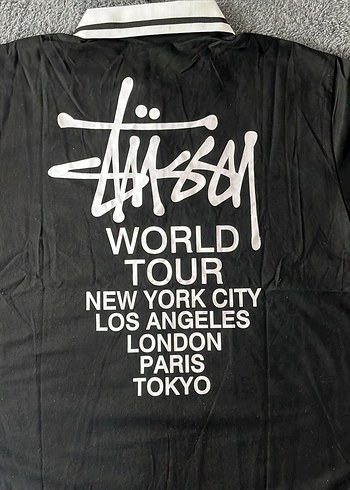 Stüssy
WORLD
TOUR
NEW YORK CITY
LOS ANGELES
LONDON
PARIS
TOKYO